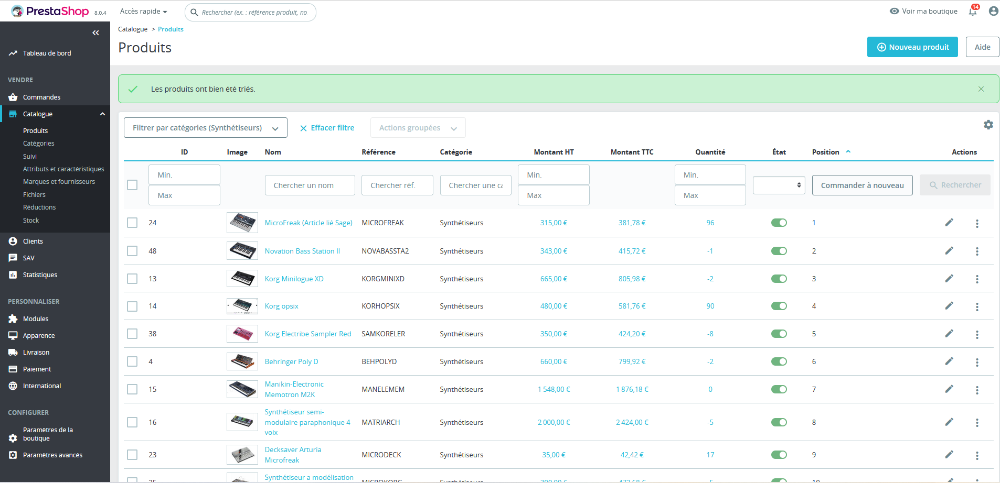 PrestaShop 8.0.4
Accès rapide
Rechercher (ex. : référence produit, no
Voir ma boutique
14
Catalogue > Produits
Produits
Nouveau produit
Aide
Tableau de bord
VENDRE
Commandes
Catalogue
Produits
Catégories
Suivi
Attributs et caractéristiques
Marques et fournisseurs
Fichiers
Réductions
Stock
Clients
SAV
Statistiques
PERSONNALISER
Modules
Apparence
Livraison
Paiement
International
CONFIGURER
Paramètres de la
boutique
Paramètres avancés
Les produits ont bien été triés.
Filtrer par catégories (Synthétiseurs)
Effacer filtre
Actions groupées
ID Image Nom Référence Catégorie Montant HT Montant TTC Quantité État Position Actions
Min. Min. Min.
Chercher un nom Chercher réf. Chercher une ca Commander à nouveau Rechercher
Max Max Max
24 MicroFreak (Article lié Sage) MICROFREAK Synthétiseurs 315,00 € 381,78 € 96 1
48 Novation Bass Station II NOVABASSTA2 Synthétiseurs 343,00 € 415,72 € -1 2
13 Korg Minilogue XD KORGMINIXD Synthétiseurs 665,00 € 805,98 € -2 3
14 Korg opsix KORHOPSIX Synthétiseurs 480,00 € 581,76 € 90 4
38 Korg Electribe Sampler Red SAMKORELER Synthétiseurs 350,00 € 424,20 € -8 5
4 Behringer Poly D BEHPOLYD Synthétiseurs 660,00 € 799,92 € -2 6
15 Manikin-Electronic
Memotron M2K MANELEMEM Synthétiseurs 1 548,00 € 1 876,18 € 0 7
16 Synthétiseur semi-
modulaire paraphonique 4
voix MATRIARCH Synthétiseurs 2 000,00 € 2 424,00 € -5 8
23 Decksaver Arturia
Microfreak MICRODECK Synthétiseurs 35,00 € 42,42 € 17 9
Synthétiseur a modélisation